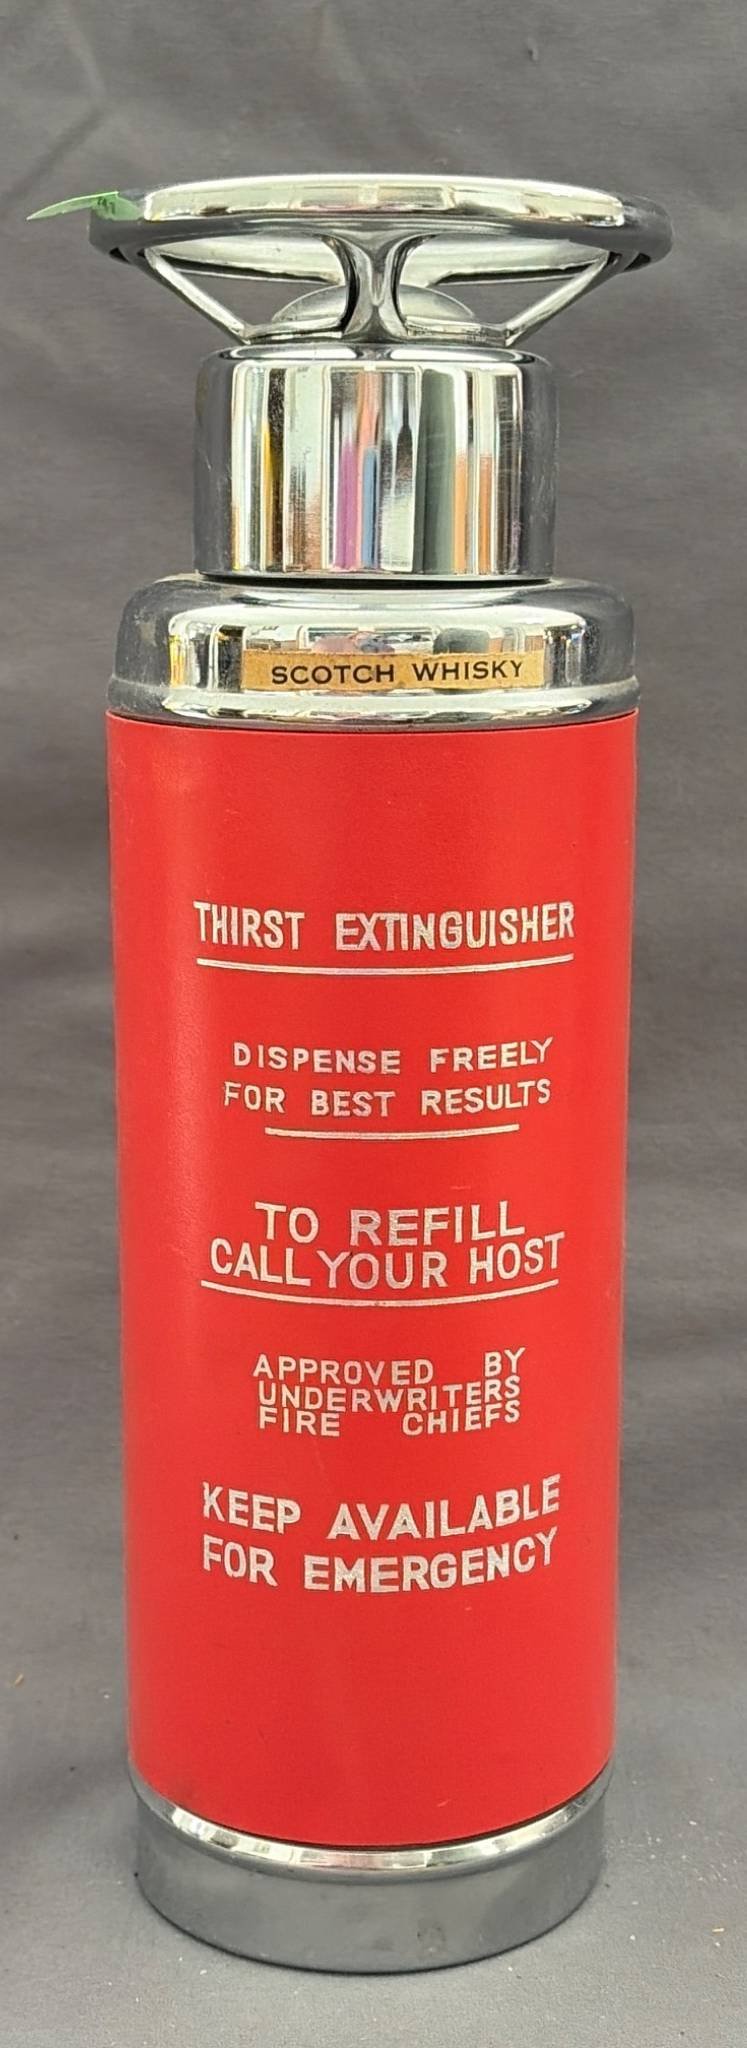 SCOTCH WHISKY
THIRST EXTINGUISHER
DISPENSE FREELY
FOR BEST RESULTS
TO REFILL
CALL YOUR HOST
APPROVED BY
UNDERWRITERS
FIRE CHIEFS
KEEP AVAILABLE
FOR EMERGENCY